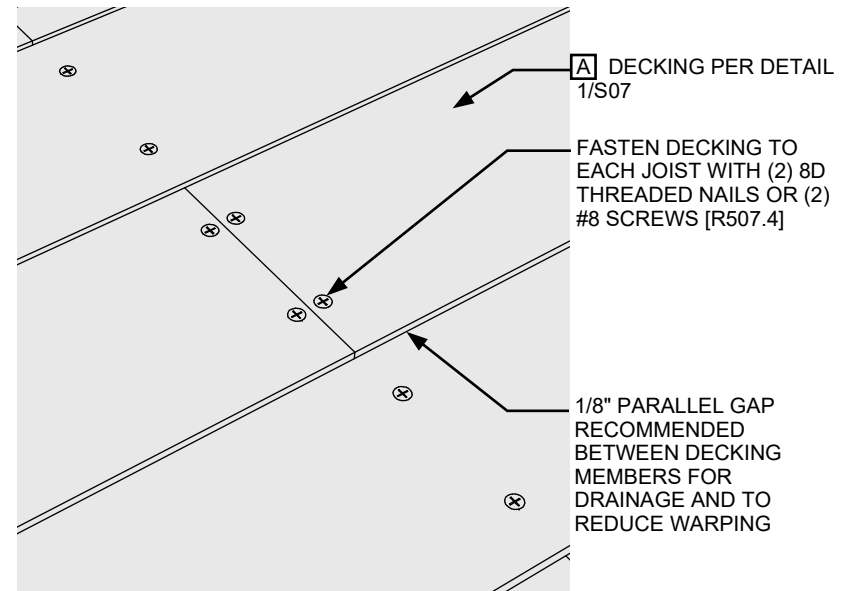 A DECKING PER DETAIL
1/S07
FASTEN DECKING TO
EACH JOIST WITH (2) 8D
THREADED NAILS OR (2)
#8 SCREWS [R507.4]
1/8" PARALLEL GAP
RECOMMENDED
BETWEEN DECKING
MEMBERS FOR
DRAINAGE AND TO
REDUCE WARPING